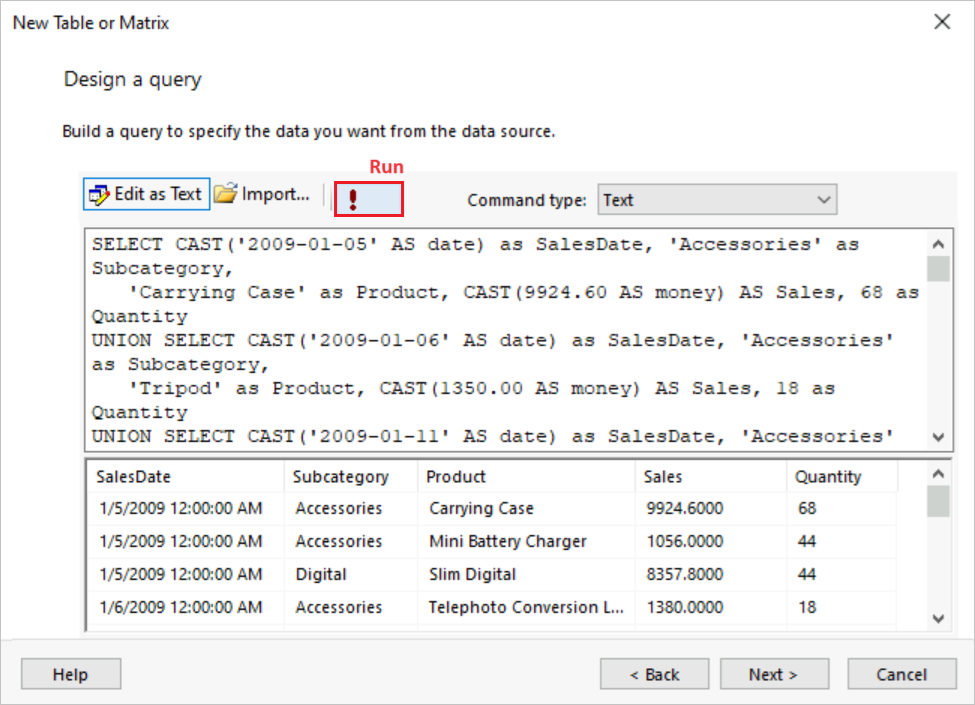 New Table or Matrix
Design a query
Build a query to specify the data you want from the data source.
Run
Edit as Text Import... ! Command type: Text
SELECT CAST('2009-01-05' AS date) as SalesDate, 'Accessories' as
Subcategory,
'Carrying Case' as Product, CAST(9924.60 AS money) AS Sales, 68 as
Quantity
UNION SELECT CAST('2009-01-06' AS date) as SalesDate, 'Accessories'
as Subcategory,
'Tripod' as Product, CAST(1350.00 AS money) AS Sales, 18 as
Quantity
UNION SELECT CAST('2009-01-11' AS date) as SalesDate, 'Accessories'
SalesDate Subcategory Product Sales Quantity
1/5/2009 12:00:00 AM Accessories Carrying Case 9924.6000 68
1/5/2009 12:00:00 AM Accessories Mini Battery Charger 1056.0000 44
1/5/2009 12:00:00 AM Digital Slim Digital 8357.8000 44
1/6/2009 12:00:00 AM Accessories Telephoto Conversion L... 1380.0000 18
Help < Back Next > Cancel